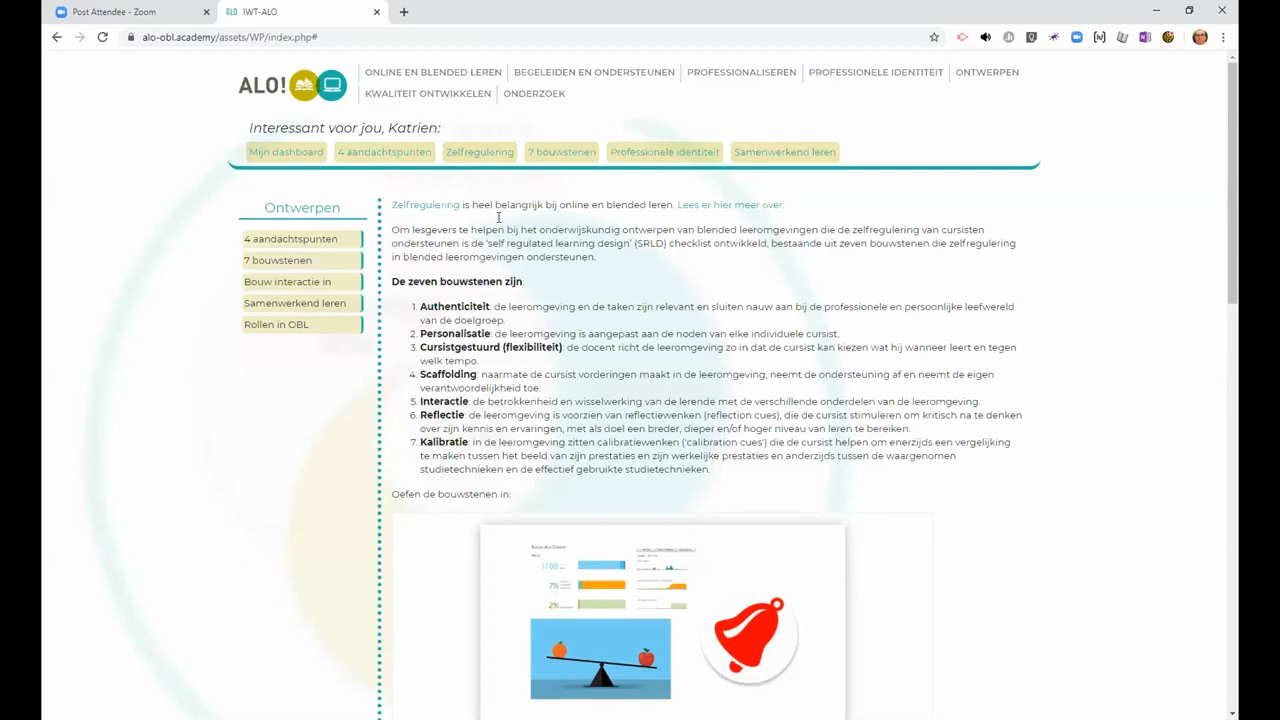 Post Attendee - Zoom
ALO IWT-ALO
alo-obl.academy/assets/WP/index.php#
ALO!
ONLINE EN BLENDED LEREN
BEGELEIDEN EN ONDERSTEUNEN
PROFESSIONALISEREN
PROFESSIONELE IDENTITEIT
ONTWERPEN
KWALITEIT ONTWIKKELEN
ONDERZOEK
Interessant voor jou, Katrien:
Mijn dashboard
4 aandachtspunten
Zelfregulering
7 bouwstenen
Professionele identiteit
Samenwerkend leren
Ontwerpen
4 aandachtspunten
7 bouwstenen
Bouw interactie in
Samenwerkend leren
Rollen in OBL
Zelfregulering is heel belangrijk bij online en blended leren. Lees er hier meer over.
Om lesgevers te helpen bij het onderwijskundig ontwerpen van blended leeromgevingen die de zelfregulering van cursisten
ondersteunen is de 'self regulated learning design' (SRLD) checklist ontwikkeld, bestaande uit zeven bouwstenen die zelfregulering
in blended leeromgevingen ondersteunen.
De zeven bouwstenen zijn:
1. Authenticiteit: de leeromgeving en de taken zijn relevant en sluiten nauw aan bij de professionele en persoonlijke leefwereld
van de doelgroep.
2. Personalisatie: de leeromgeving is aangepast aan de noden van elke individuele cursist.
3. Cursistgestuurd (flexibiliteit): de docent richt de leeromgeving zo in dat de cursist kan kiezen wat hij wanneer leert en tegen
welk tempo.
4. Scaffolding: naarmate de cursist vorderingen maakt in de leeromgeving, neemt de ondersteuning af en neemt de eigen
verantwoordelijkheid toe.
5. Interactie: de betrokkenheid en wisselwerking van de lerende met de verschillende onderdelen van de leeromgeving.
6. Reflectie: de leeromgeving is voorzien van reflectiewenken (reflection cues), die de cursist stimuleren om kritisch na te denken
over zijn kennis en ervaringen, met als doel een breder, dieper en/of hoger niveau van leren te bereiken.
7. Kalibratie: in de leeromgeving zitten calibratiewenken ('calibration cues') die de cursist helpen om enerzijds een vergelijking
te maken tussen het beeld van zijn prestaties en zijn werkelijke prestaties en anderzijds tussen de waargenomen
studietechnieken en de effectief gebruikte studietechnieken.
Oefen de bouwstenen in:
Status at a Glance
7%
2%